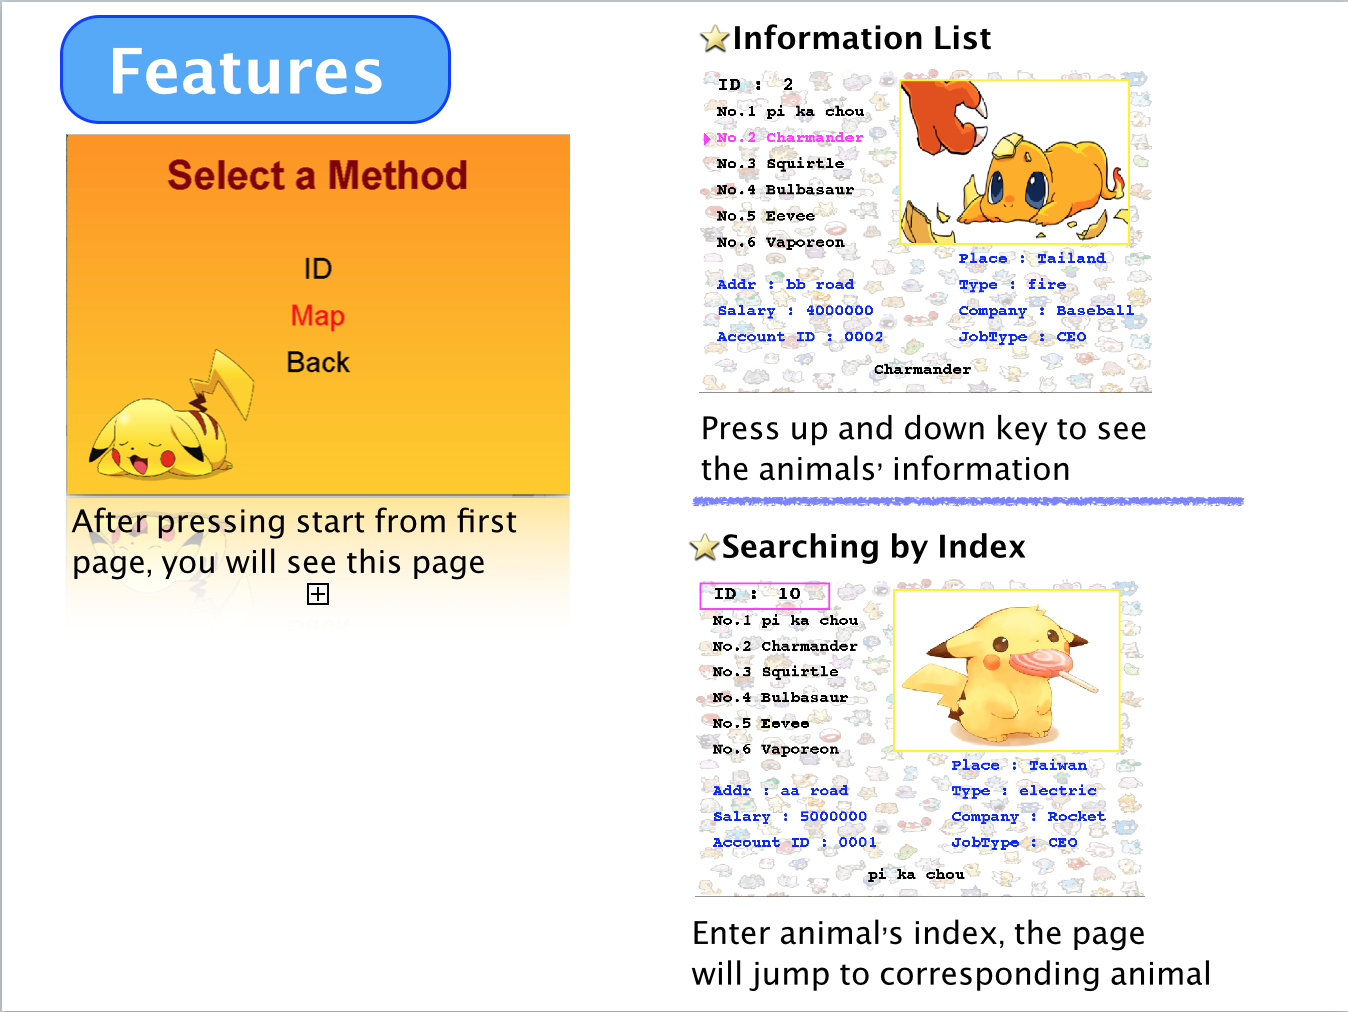 Features
Select a Method
ID
Map
Back
After pressing start from first
page, you will see this page
Information List
ID : 2
No.1 pi ka chou
No.2 Charmander
No.3 Squirtle
No.4 Bulbasaur
No.5 Eevee
No.6 Vaporeon
Place : Tailand
Addr : bb road
Type : fire
Salary : 4000000
Company : Baseball
Account ID : 0002
JobType : CEO
Charmander
Press up and down key to see
the animals' information
Searching by Index
ID : 10
No.1 pi ka chou
No.2 Charmander
No.3 Squirtle
No.4 Bulbasaur
No.5 Eevee
No.6 Vaporeon
Place : Taiwan
Addr : aa road
Type : electric
Salary : 5000000
Company : Rocket
Account ID : 0001
JobType : CEO
pi ka chou
Enter animal's index, the page
will jump to corresponding animal